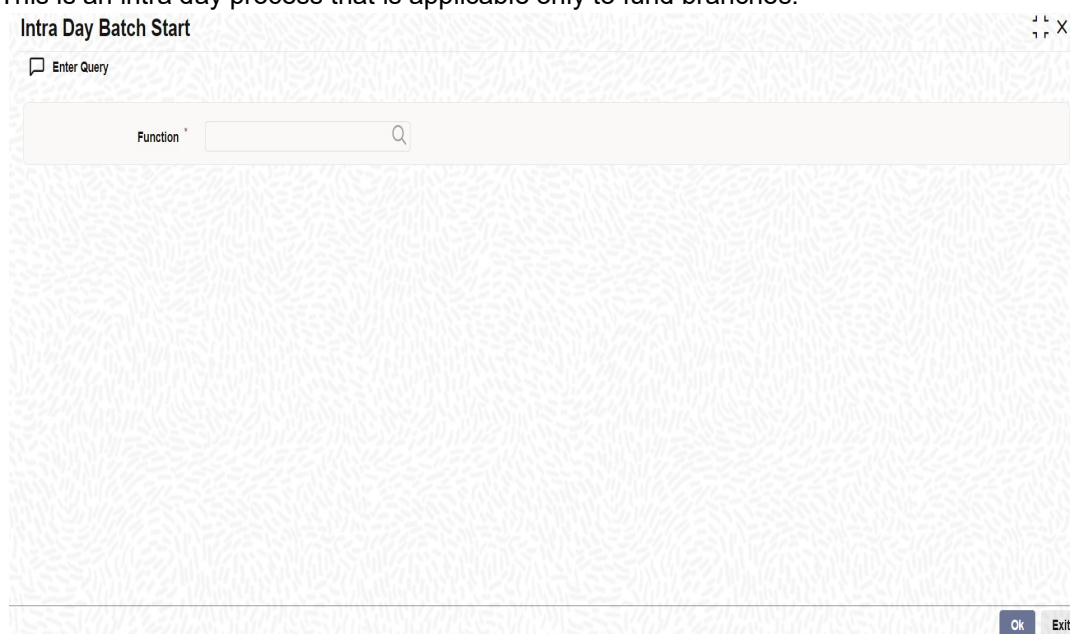 This is an intra day process that is applicable only to fund branches.
Intra Day Batch Start
X
Enter Query
Function *
Ok Exit